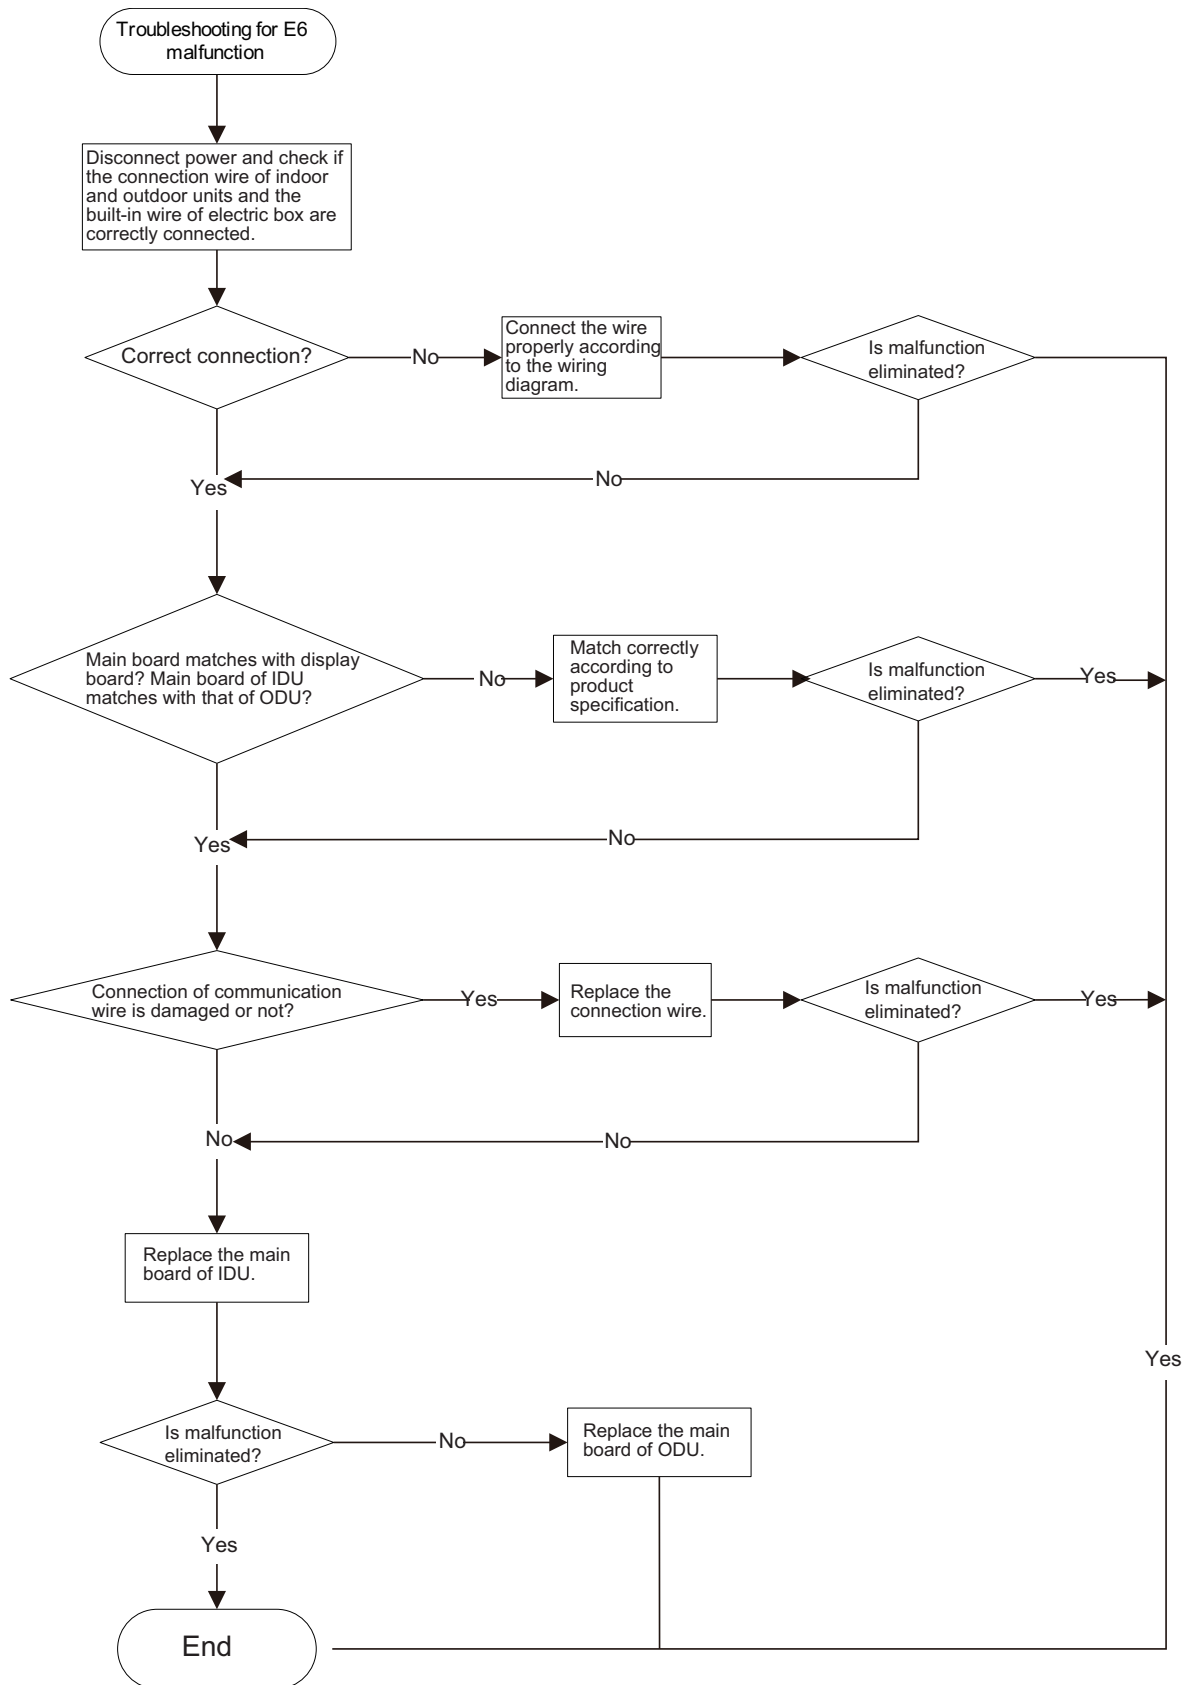 Troubleshooting for E6
malfunction
Disconnect power and check if
the connection wire of indoor
and outdoor units and the
built-in wire of electric box are
correctly connected.
Correct connection?
No
Connect the wire
properly according
to the wiring
diagram.
Is malfunction
eliminated?
No
Yes
Main board matches with display
board? Main board of IDU
matches with that of ODU?
No
Match correctly
according to
product
specification.
Is malfunction
eliminated?
Yes
No
Yes
Connection of communication
wire is damaged or not?
Yes
Replace the
connection wire.
Is malfunction
eliminated?
Yes
No
No
Replace the main
board of IDU.
Yes
Is malfunction
eliminated?
No
Replace the main
board of ODU.
Yes
End